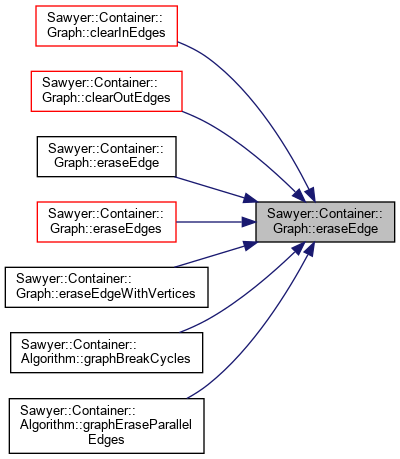 Sawyer::Container::
Graph::clearInEdges
Sawyer::Container::
Graph::clearOutEdges
Sawyer::Container::
Graph::eraseEdge
Sawyer::Container::
Graph::eraseEdges
Sawyer::Container::
Graph::eraseEdge
Sawyer::Container::
Graph::eraseEdgeWithVertices
Sawyer::Container::
Algorithm::graphBreakCycles
Sawyer::Container::
Algorithm::graphEraseParallel
Edges